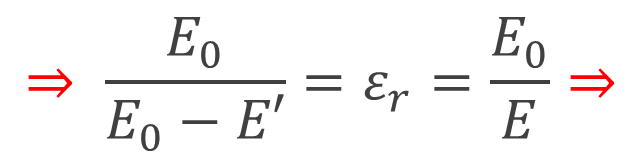 ⇒ E₀ / (E₀ − E′) = εᵣ = E₀ / E ⇒